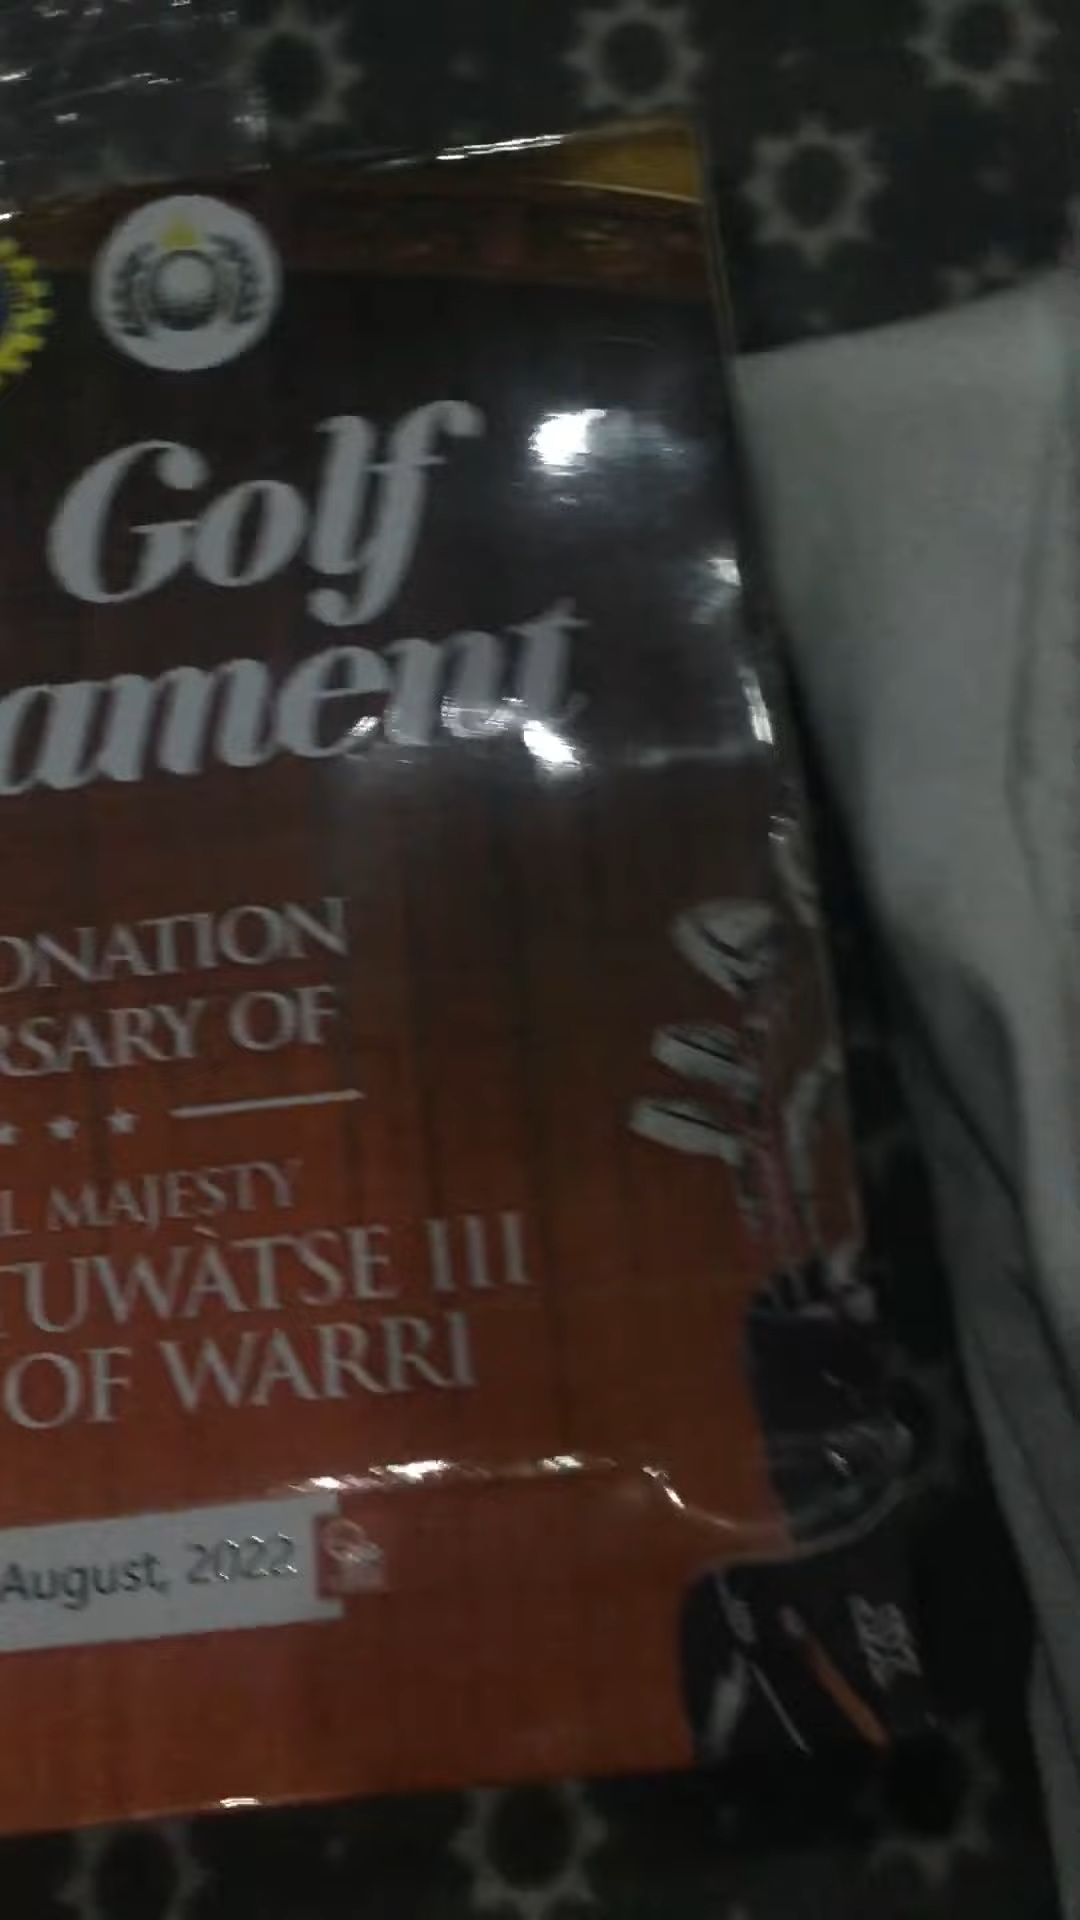 Golf
ament
ONATION
RSARY OF
L MAJESTY
TUWÀTSE III
OF WARRI
August, 2022